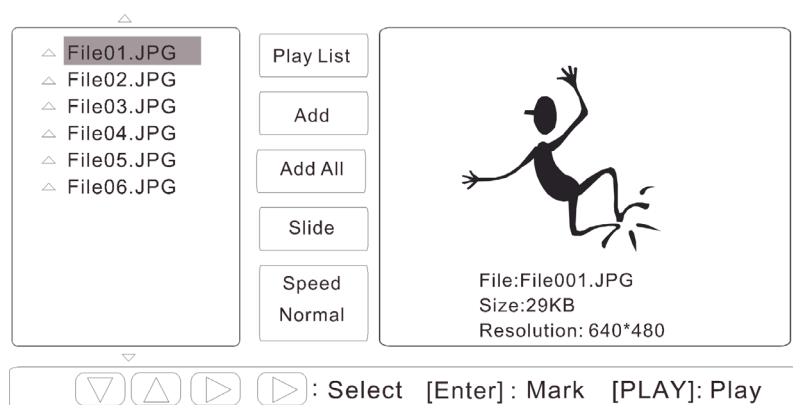 File01.JPG
File02.JPG
File03.JPG
File04.JPG
File05.JPG
File06.JPG
Play List
Add
Add All
Slide
Speed
Normal
File:File001.JPG
Size:29KB
Resolution: 640*480
: Select [Enter] : Mark [PLAY]: Play